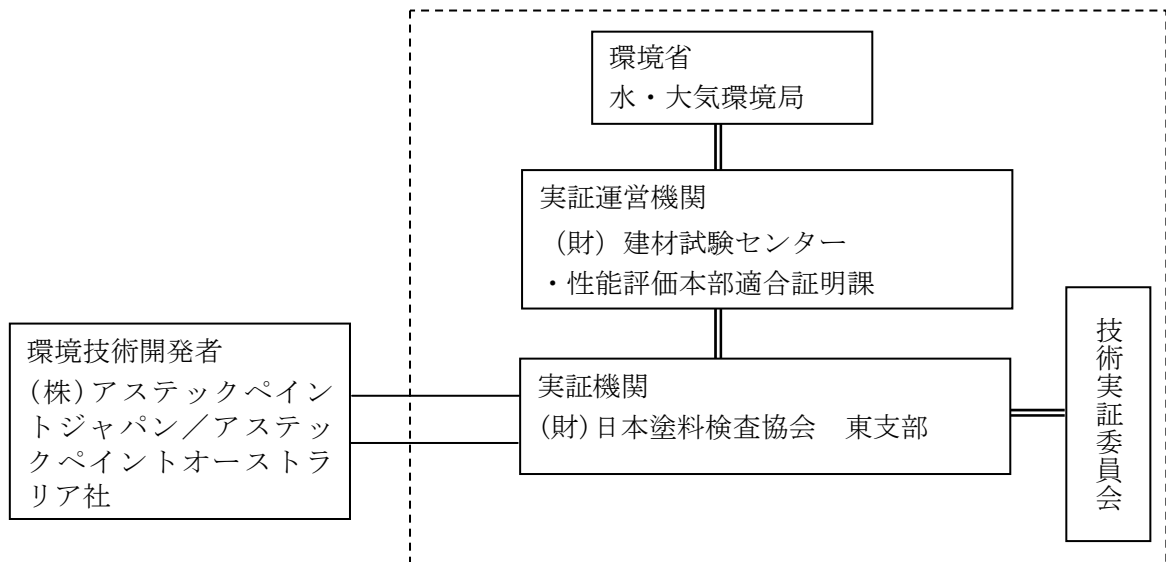 環境省
水・大気環境局
実証運営機関
（財）建材試験センター
・性能評価本部適合証明課
環境技術開発者
(株)アステックペイン
トジャパン／アステッ
クペイントオーストラ
リア社
実証機関
(財)日本塗料検査協会　東支部
技術実証委員会